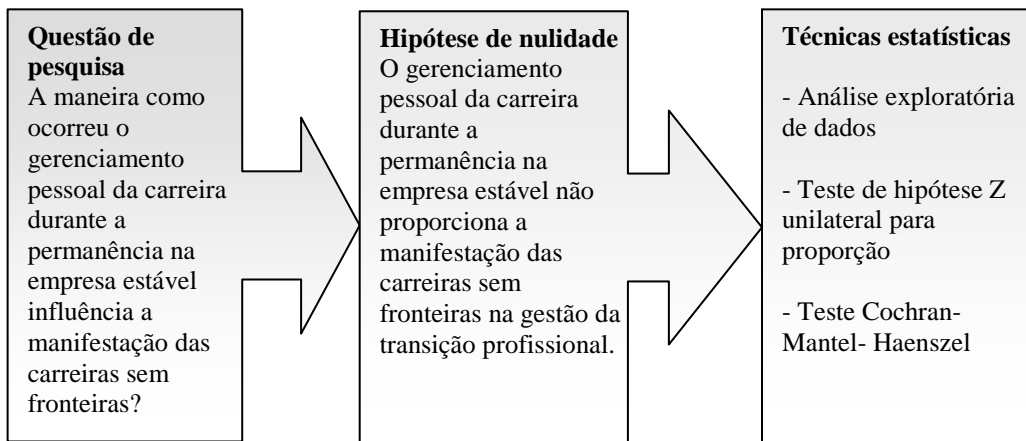 Questão de
pesquisa
A maneira como
ocorreu o
gerenciamento
pessoal da carreira
durante a
permanência na
empresa estável
influência a
manifestação das
carreiras sem
fronteiras?
Hipótese de nulidade
O gerenciamento
pessoal da carreira
durante a
permanência na
empresa estável não
proporciona a
manifestação das
carreiras sem
fronteiras na gestão da
transição profissional.
Técnicas estatísticas
- Análise exploratória
de dados
- Teste de hipótese Z
unilateral para
proporção
- Teste Cochran-
Mantel- Haenszel